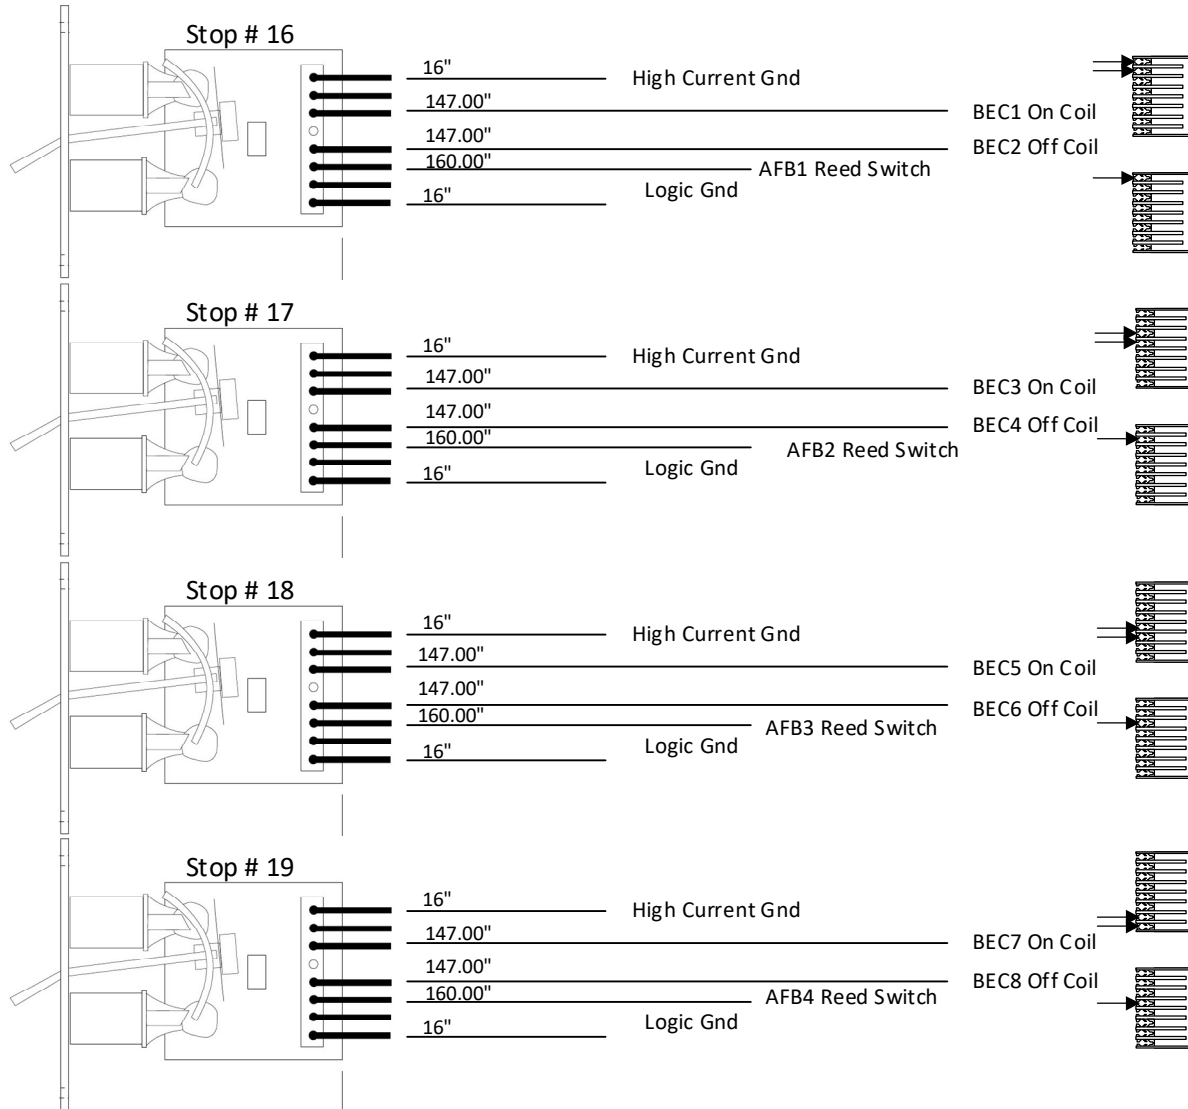 Stop # 16
16"
High Current Gnd
147.00"
BEC1 On Coil
147.00"
BEC2 Off Coil
160.00"
AFB1 Reed Switch
Logic Gnd
16"
Stop # 17
16"
High Current Gnd
147.00"
BEC3 On Coil
147.00"
BEC4 Off Coil
160.00"
AFB2 Reed Switch
Logic Gnd
16"
Stop # 18
16"
High Current Gnd
147.00"
BEC5 On Coil
147.00"
BEC6 Off Coil
160.00"
AFB3 Reed Switch
Logic Gnd
16"
Stop # 19
16"
High Current Gnd
147.00"
BEC7 On Coil
147.00"
BEC8 Off Coil
160.00"
AFB4 Reed Switch
Logic Gnd
16"